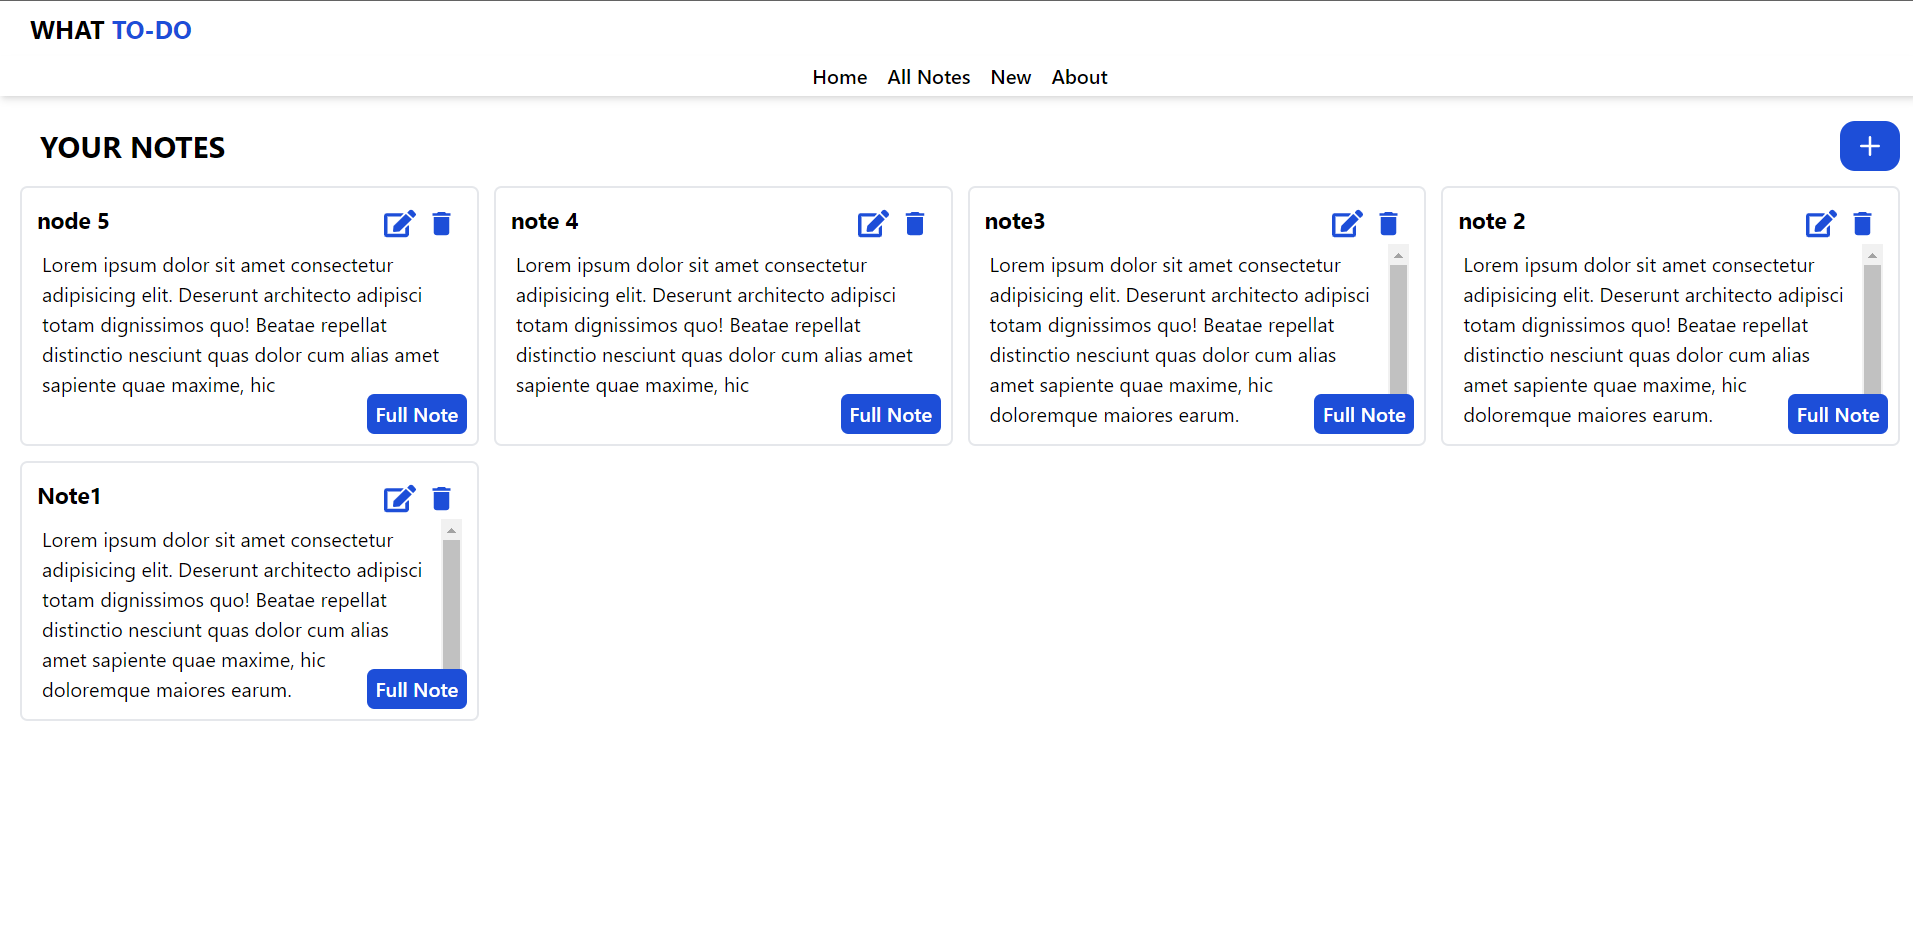 WHAT TO-DO
Home All Notes New About
YOUR NOTES
node 5
Lorem ipsum dolor sit amet consectetur
adipisicing elit. Deserunt architecto adipisci
totam dignissimos quo! Beatae repellat
distinctio nesciunt quas dolor cum alias amet
sapiente quae maxime, hic
Full Note
note 4
Lorem ipsum dolor sit amet consectetur
adipisicing elit. Deserunt architecto adipisci
totam dignissimos quo! Beatae repellat
distinctio nesciunt quas dolor cum alias amet
sapiente quae maxime, hic
Full Note
note3
Lorem ipsum dolor sit amet consectetur
adipisicing elit. Deserunt architecto adipisci
totam dignissimos quo! Beatae repellat
distinctio nesciunt quas dolor cum alias
amet sapiente quae maxime, hic
doloremque maiores earum.
Full Note
note 2
Lorem ipsum dolor sit amet consectetur
adipisicing elit. Deserunt architecto adipisci
totam dignissimos quo! Beatae repellat
distinctio nesciunt quas dolor cum alias
amet sapiente quae maxime, hic
doloremque maiores earum.
Full Note
Note1
Lorem ipsum dolor sit amet consectetur
adipisicing elit. Deserunt architecto adipisci
totam dignissimos quo! Beatae repellat
distinctio nesciunt quas dolor cum alias
amet sapiente quae maxime, hic
doloremque maiores earum.
Full Note